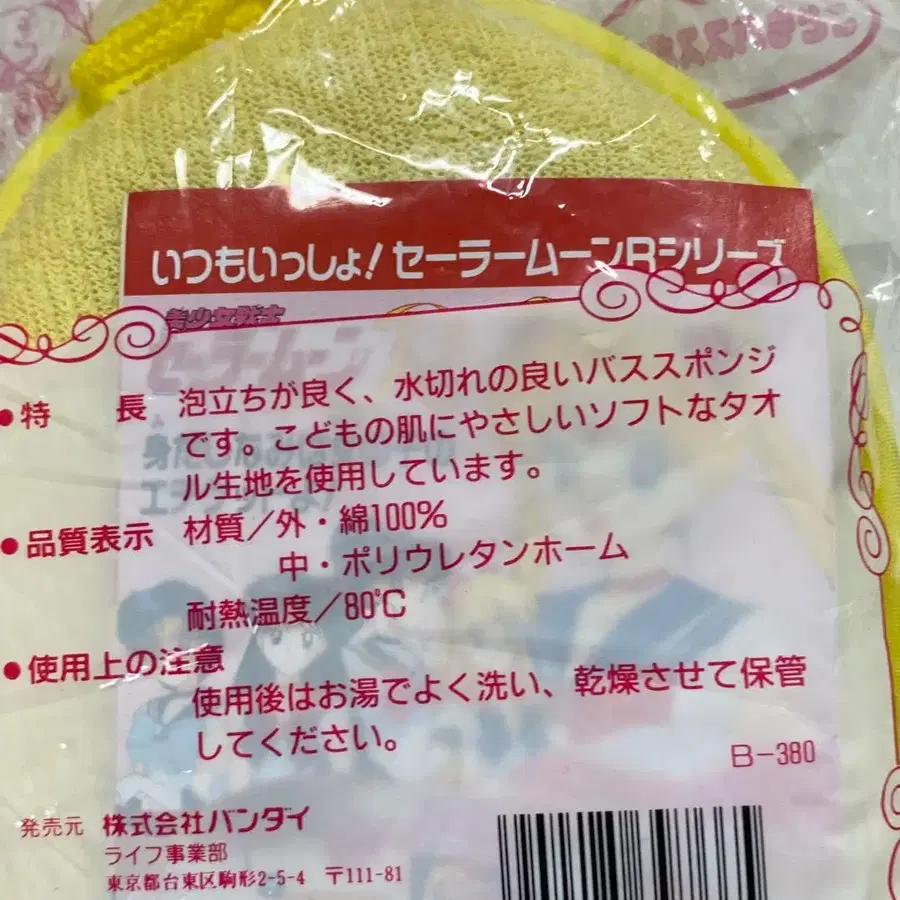 こどもバススポ
いつもいっしょ!セーラームーンRシリーズ
美少女戦士
セーラームーンR
●特 長 泡立ちが良く、水切れの良いバススポンジ
です。こどもの肌にやさしいソフトなタオ
ル生地を使用しています。
●品質表示 材質/外・綿100%
中・ポリウレタンホーム
耐熱温度/80℃
●使用上の注意
使用後はお湯でよく洗い、乾燥させて保管
してください。
B-380
発売元 株式会社バンダイ
ライフ事業部
東京都台東区駒形2-5-4 〒111-81